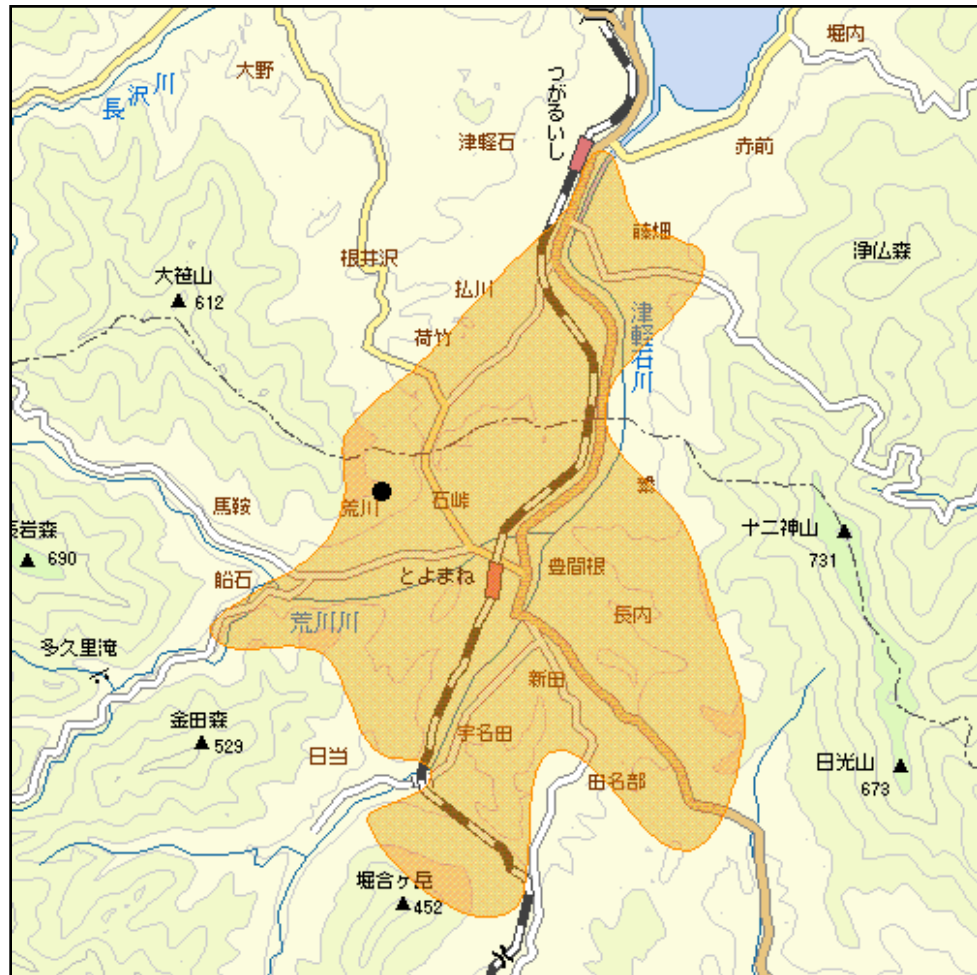 堀内
大野
長沢川
つがるいし
津軽石
赤前
藤畑
浄仏森
根井沢
大笹山
612
払川
荷竹
津軽石川
馬鞍
荒川
石峠
十二神山
731
長岩森
690
船石
とよまね
豊間根
長内
荒川川
多久里滝
新田
金田森
529
宇名田
日当
田名部
日光山
673
堀合ヶ岳
452